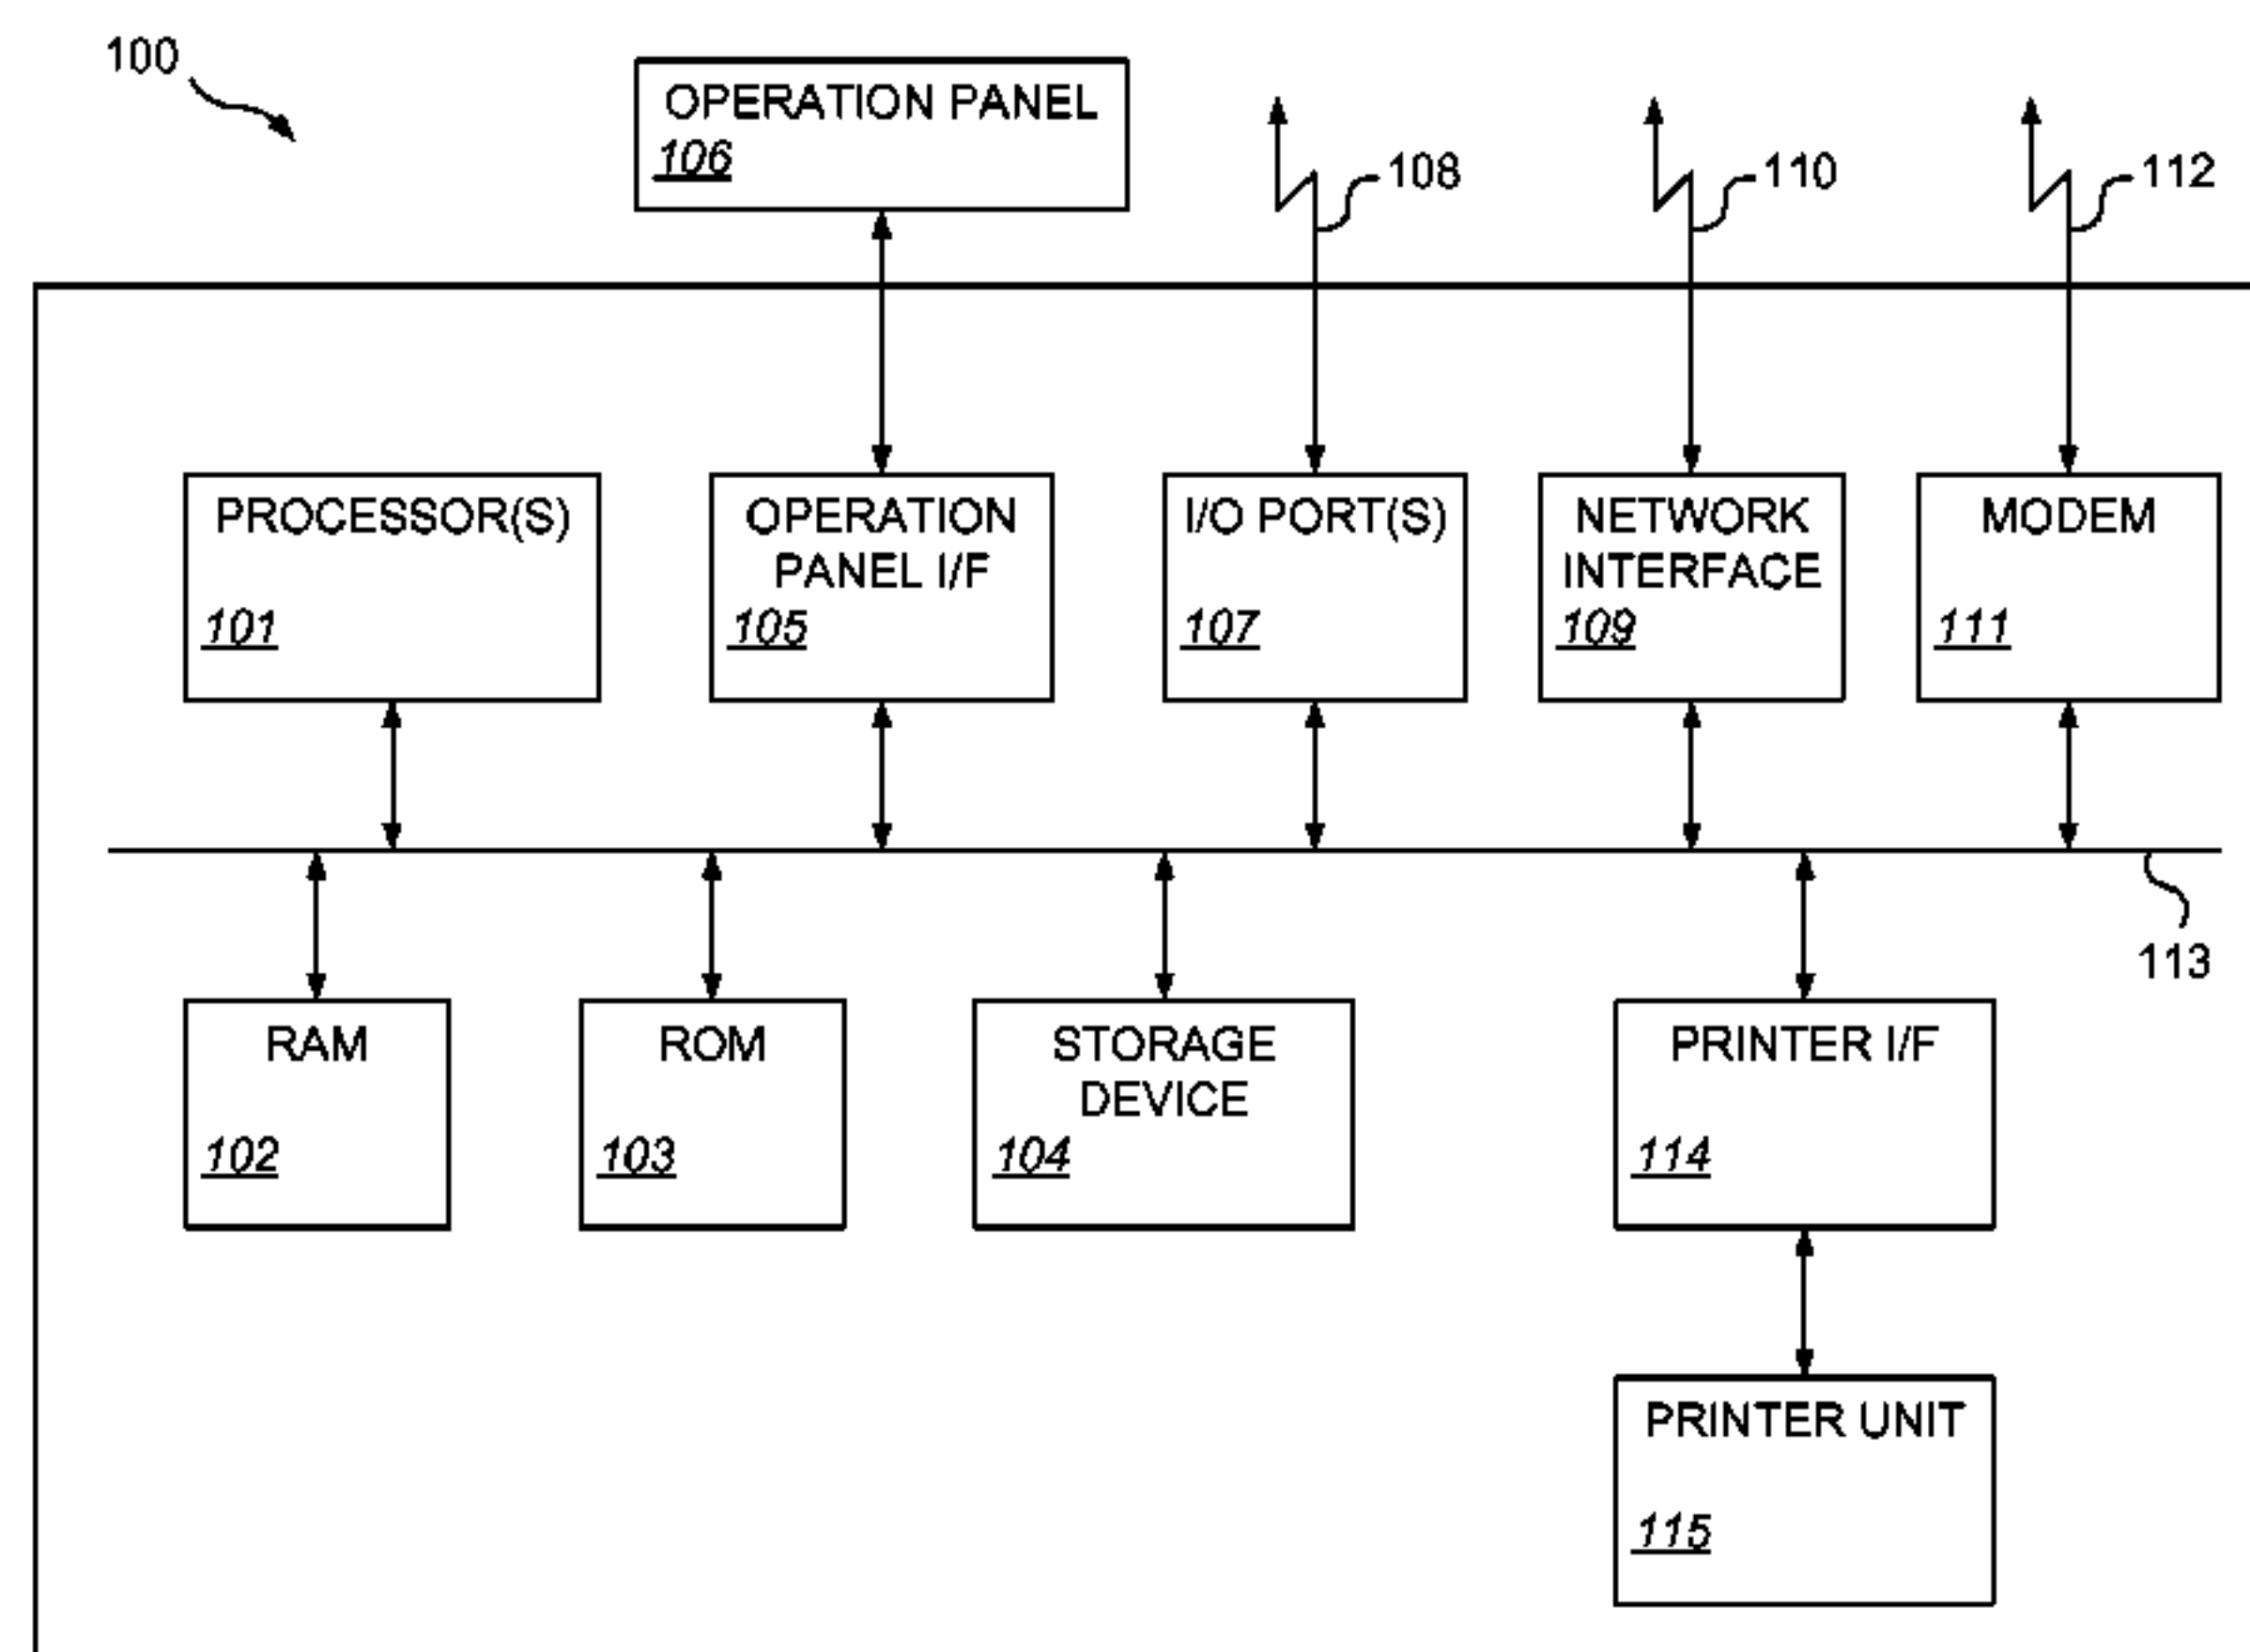 100
OPERATION PANEL
106
108
110
112
PROCESSOR(S)
101
OPERATION
PANEL I/F
105
I/O PORT(S)
107
NETWORK
INTERFACE
109
MODEM
111
113
RAM
102
ROM
103
STORAGE
DEVICE
104
PRINTER I/F
114
PRINTER UNIT
115